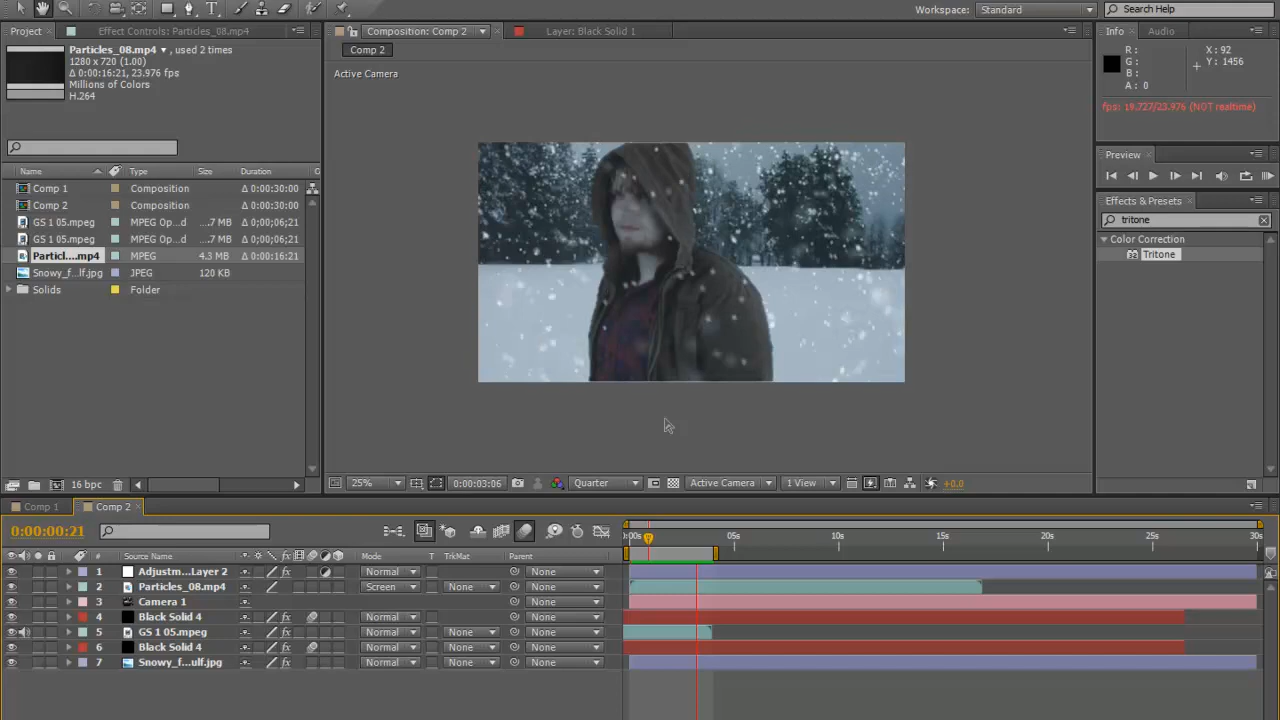 Workspace: Standard Search Help
Project Effect Controls: Particles_08.mp4
Composition: Comp 2 Layer: Black Solid 1
Info Audio
Particles_08.mp4 , used 2 times
1280 x 720 (1.00)
Δ 0:00:16:21, 23.976 fps
Millions of Colors
H.264
Comp 2
Active Camera
R : X : 92
G : Y : 1456
B :
A : 0
fps: 19.727/23.976 (NOT realtime)
Preview
Effects & Presets
tritone
Color Correction
Tritone
Name Type Size Duration
Comp 1 Composition Δ 0:00:30:00
Comp 2 Composition Δ 0:00:30:00
GS 1 05.mpeg MPEG Op...d ....7 MB Δ 0;00;06;21
GS 1 05.mpeg MPEG Op...d ....7 MB Δ 0;00;06;21
Particl....mp4 MPEG 4.3 MB Δ 0:00:16:21
Snowy_f...lf.jpg JPEG 120 KB
Solids Folder
16 bpc
25% 0:00:03:06 Quarter Active Camera 1 View +0.0
Comp 1 Comp 2
0:00:00:21
:00s 05s 10s 15s 20s 25s 30s
# Source Name Mode T TrkMat Parent
1 Adjustm...Layer 2 Normal None
2 Particles_08.mp4 Screen None None
3 Camera 1 None
4 Black Solid 4 Normal None
5 GS 1 05.mpeg Normal None None
6 Black Solid 4 Normal None None
7 Snowy_f...ulf.jpg Normal None None